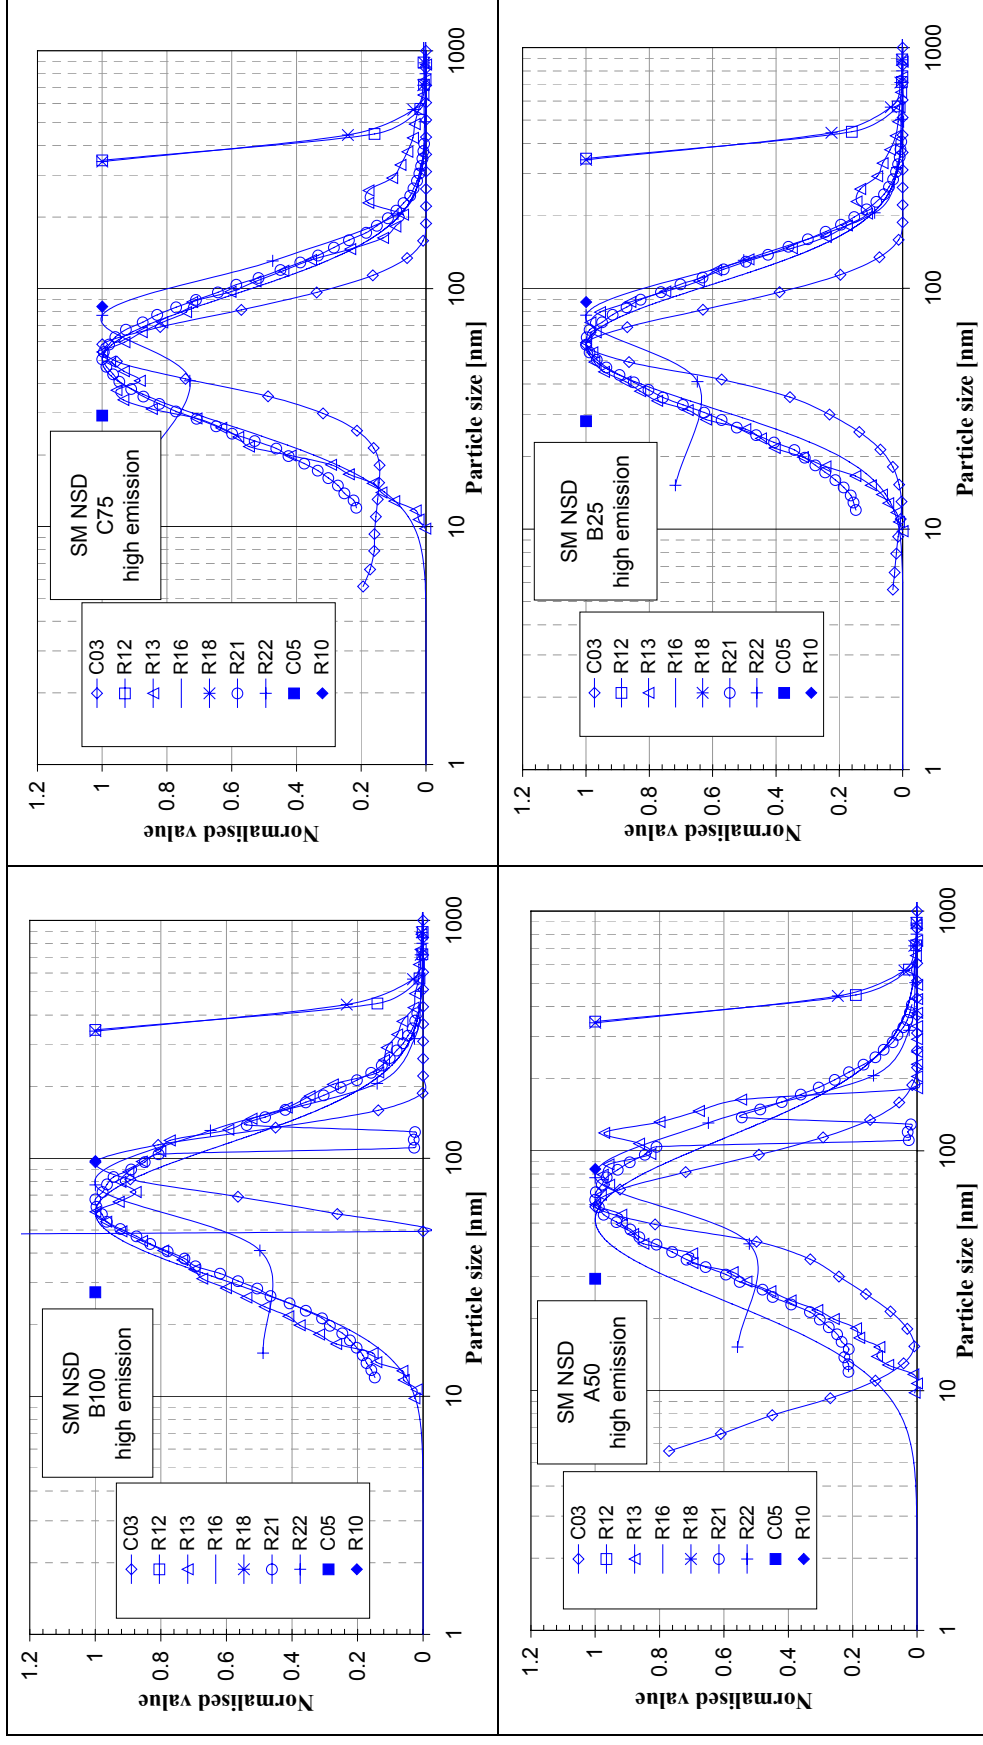 1.2
1
0.8
0.6
0.4
0.2
0
Normalised value
1
10
100
1000
Particle size [nm]
C03
R12
R13
R16
R18
R21
R22
C05
R10
SM NSD
B100
high emission
1.2
1
0.8
0.6
0.4
0.2
0
Normalised value
1
10
100
1000
Particle size [nm]
C03
R12
R13
R16
R18
R21
R22
C05
R10
SM NSD
C75
high emission
1.2
1
0.8
0.6
0.4
0.2
0
Normalised value
1
10
100
1000
Particle size [nm]
C03
R12
R13
R16
R18
R21
R22
C05
R10
SM NSD
A50
high emission
1.2
1
0.8
0.6
0.4
0.2
0
Normalised value
1
10
100
1000
Particle size [nm]
C03
R12
R13
R16
R18
R21
R22
C05
R10
SM NSD
B25
high emission